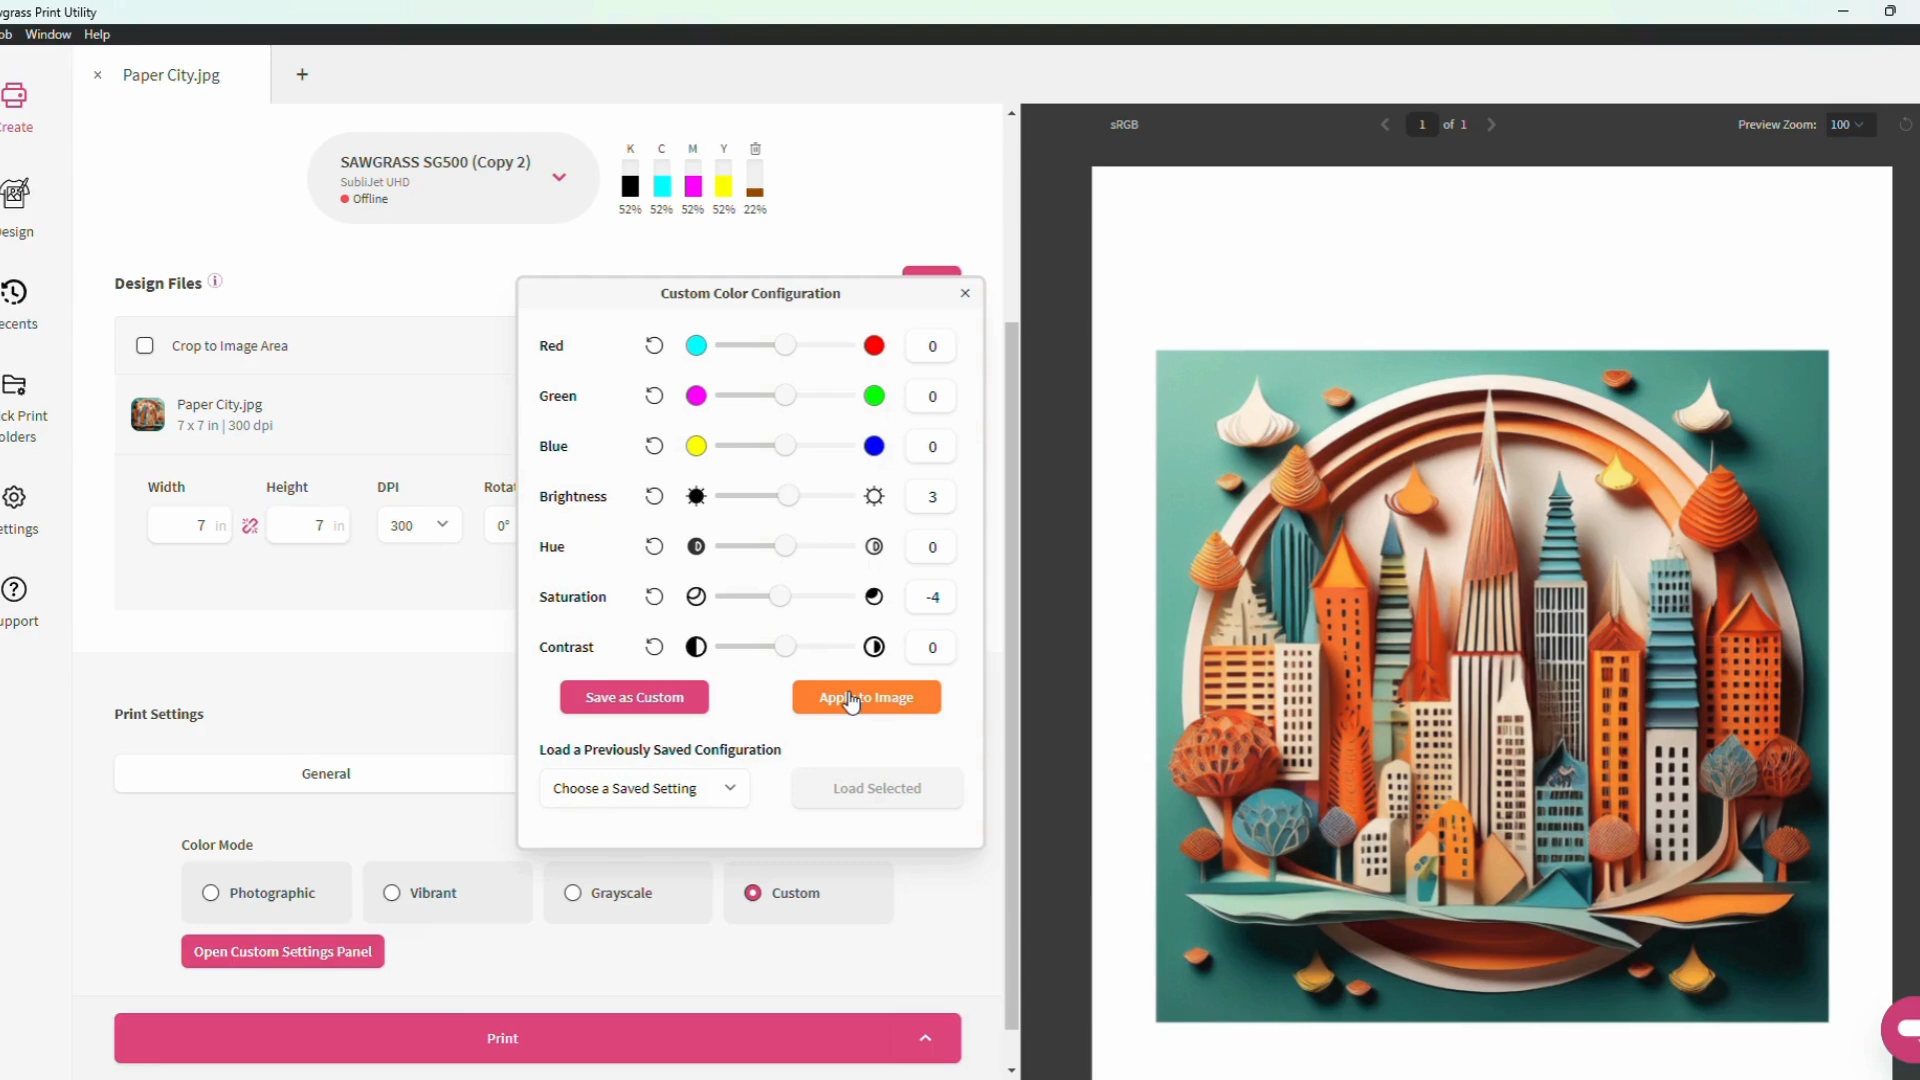 wgrass Print Utility
ob Window Help
× Paper City.jpg +
reate
esign
ecents
ck Print
olders
ettings
upport
SAWGRASS SG500 (Copy 2)
SubliJet UHD
Offline
K C M Y
52% 52% 52% 52% 22%
Design Files
Crop to Image Area
Paper City.jpg
7 x 7 in | 300 dpi
Width Height DPI Rotat
7 in 7 in 300 0°
Custom Color Configuration
Red 0
Green 0
Blue 0
Brightness 3
Hue 0
Saturation -4
Contrast 0
Save as Custom Apply to Image
Load a Previously Saved Configuration
Choose a Saved Setting Load Selected
Print Settings
General
Color Mode
Photographic Vibrant Grayscale Custom
Open Custom Settings Panel
Print
sRGB 1 of 1 Preview Zoom: 100